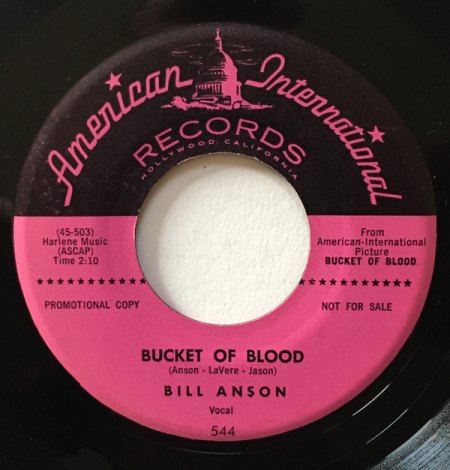 American International
RECORDS
HOLLYWOOD CALIFORNIA
(45-503)
Harlene Music
(ASCAP)
Time 2:10
From
American-International
Picture
BUCKET OF BLOOD
PROMOTIONAL COPY
NOT FOR SALE
BUCKET OF BLOOD
(Anson - LaVere - Jason)
BILL ANSON
Vocal
544